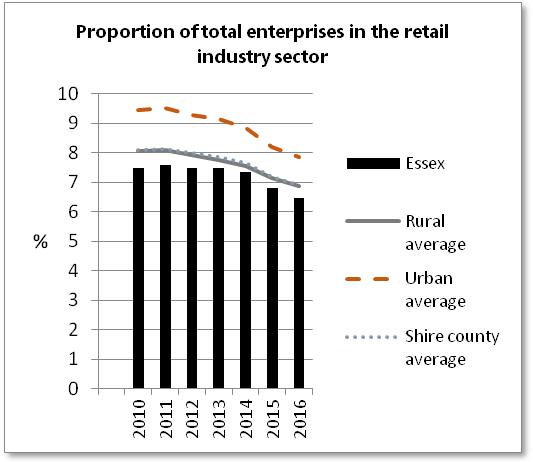 Proportion of total enterprises in the retail
industry sector
10
9
8
7
6
5
4
3
2
1
0
%
2010
2011
2012
2013
2014
2015
2016
Essex
Rural
average
Urban
average
Shire county
average